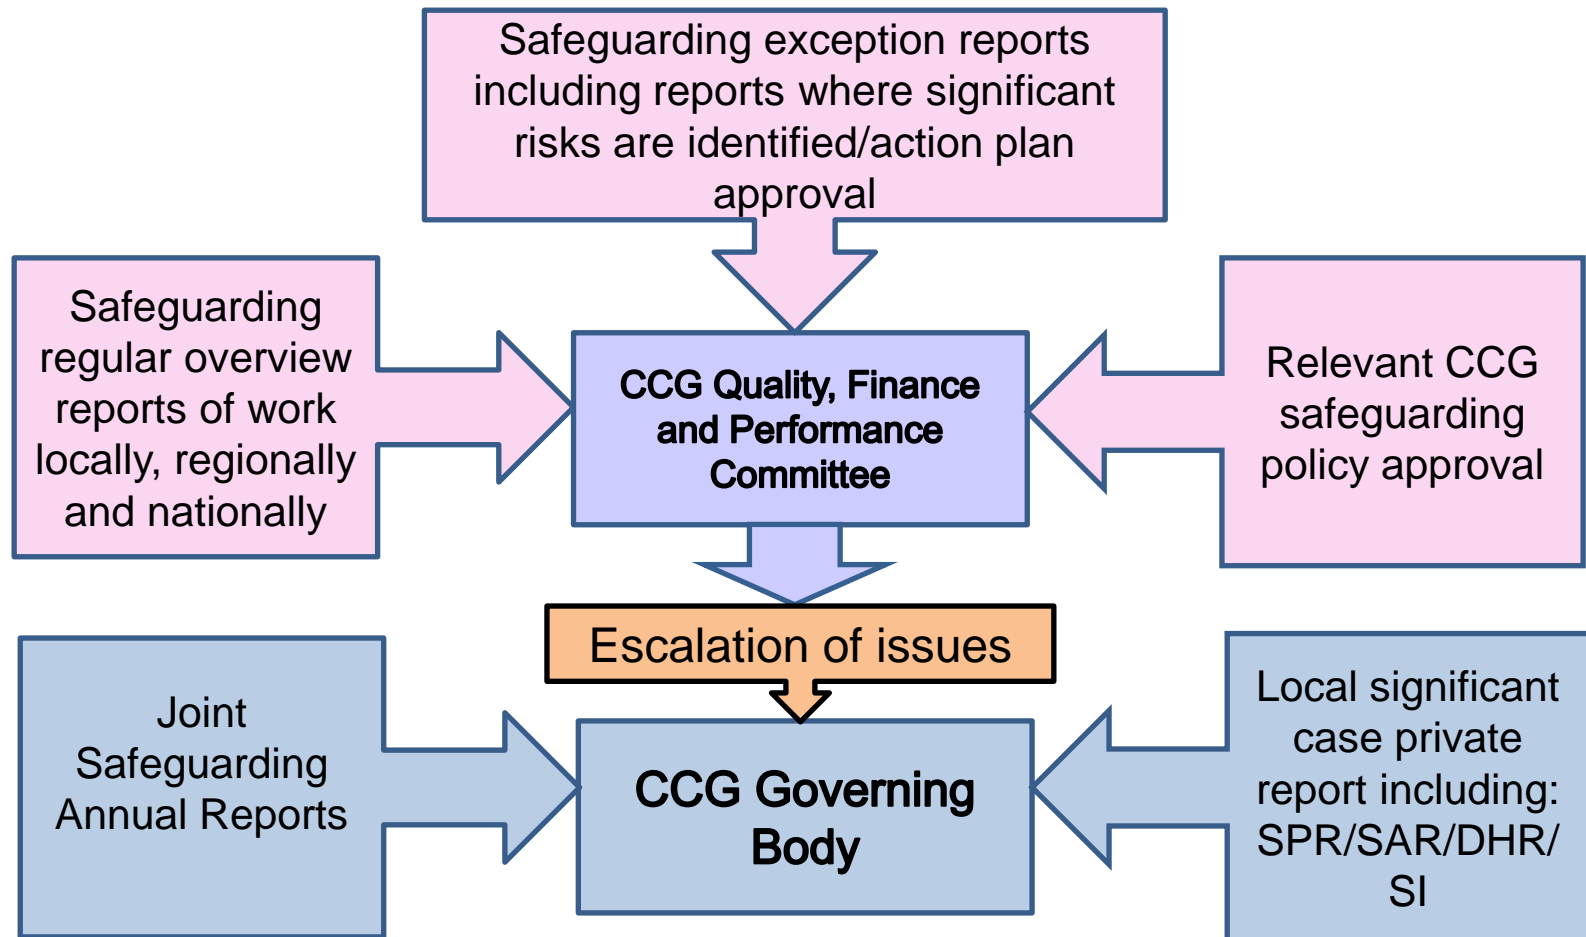 Safeguarding exception reports
including reports where significant
risks are identified/action plan
approval
Safeguarding
regular overview
reports of work
locally, regionally
and nationally
CCG Quality, Finance
and Performance
Committee
Relevant CCG
safeguarding
policy approval
Escalation of issues
Joint
Safeguarding
Annual Reports
CCG Governing
Body
Local significant
case private
report including:
SPR/SAR/DHR/
SI